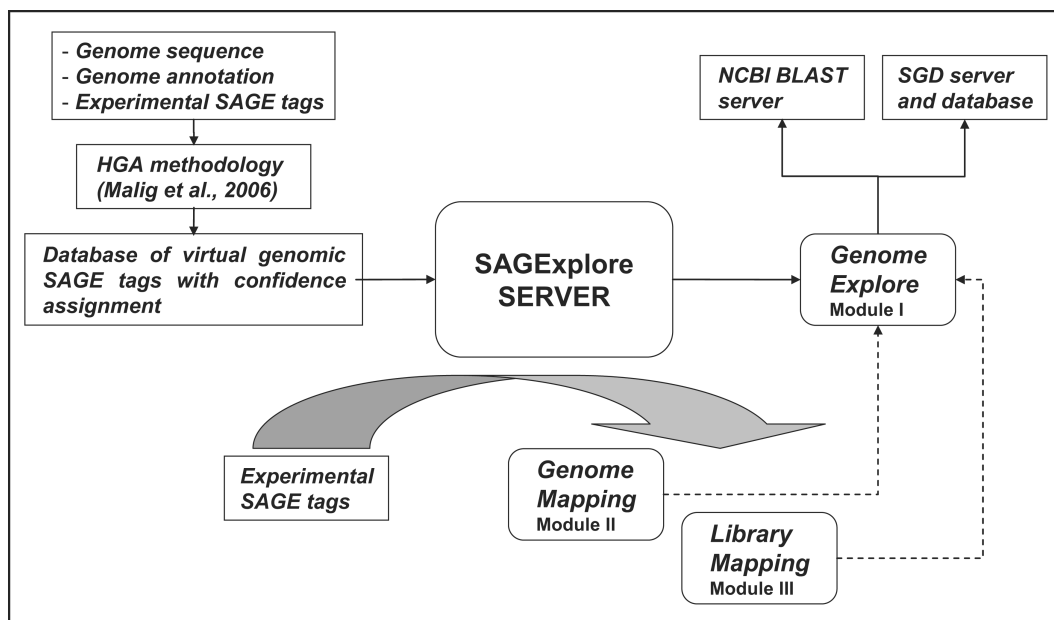 - Genome sequence
- Genome annotation
- Experimental SAGE tags
HGA methodology
(Malig et al., 2006)
Database of virtual genomic
SAGE tags with confidence
assignment
SAGExplore
SERVER
NCBI BLAST
server
SGD server
and database
Genome
Explore
Module I
Experimental
SAGE tags
Genome
Mapping
Module II
Library
Mapping
Module III